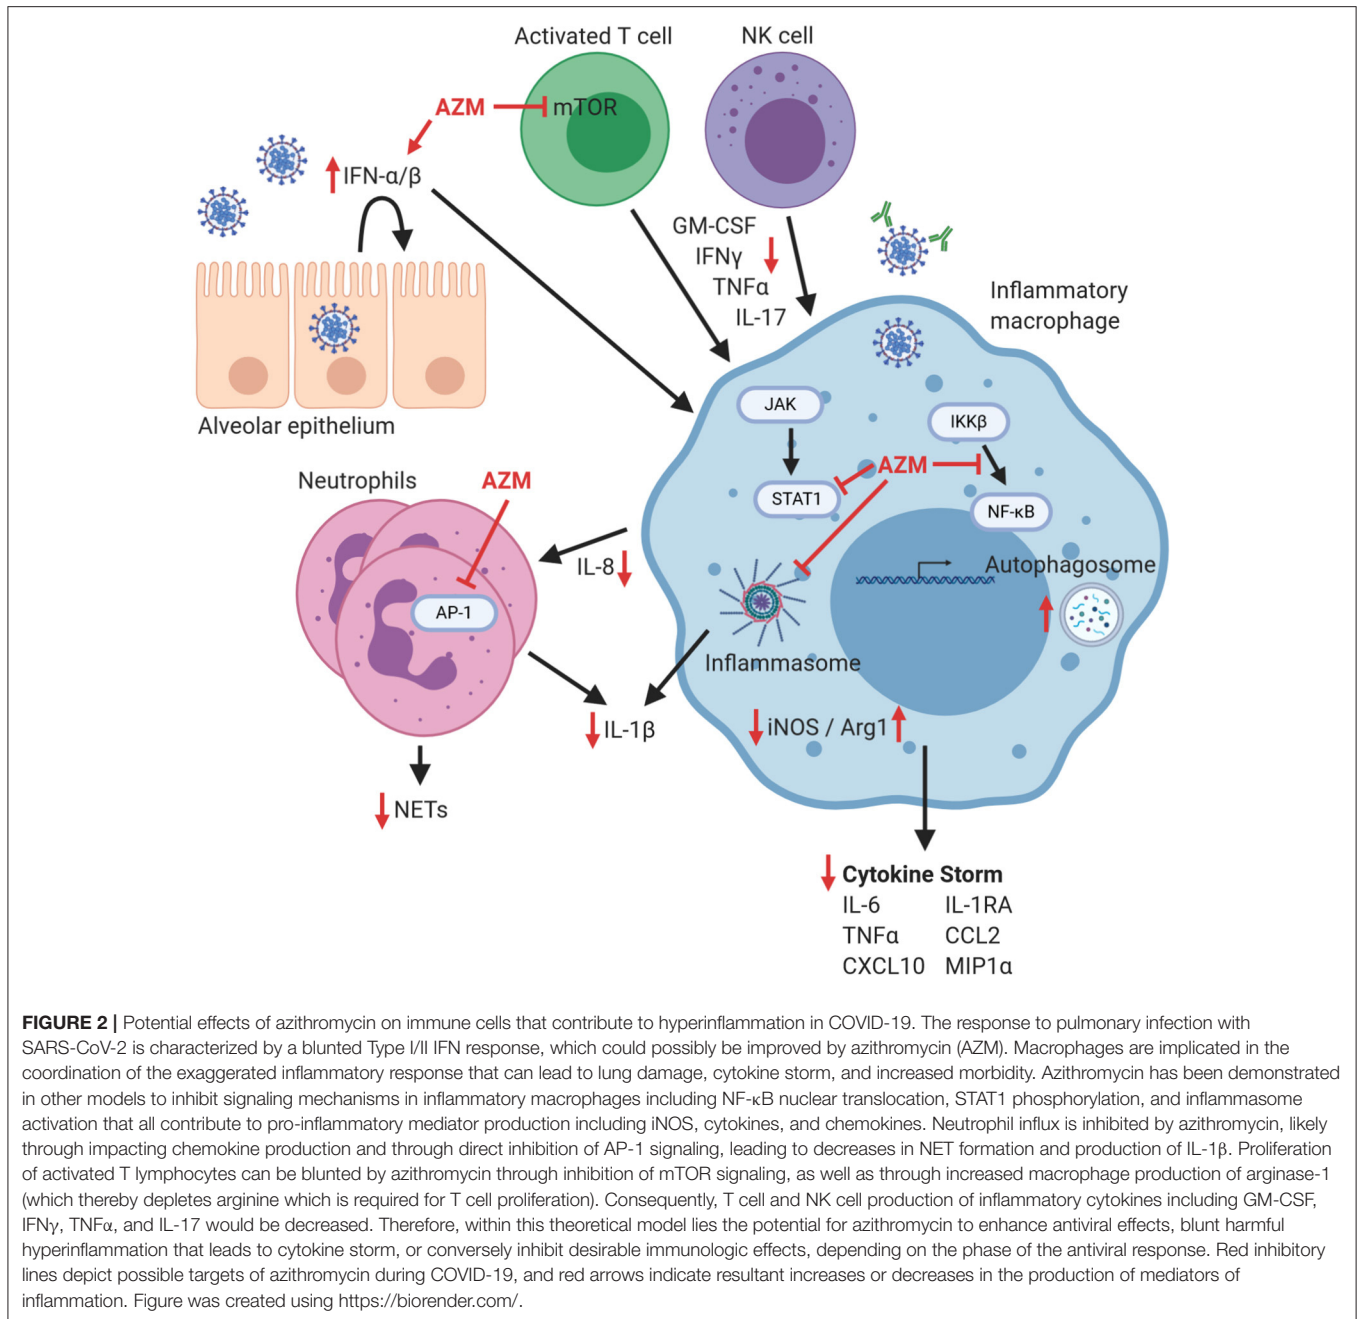 Activated T cell
NK cell
AZM
mTOR
IFN-α/β
GM-CSF
IFNγ
TNFα
IL-17
Inflammatory
macrophage
Alveolar epithelium
JAK
IKKβ
AZM
STAT1
NF-κB
Neutrophils
AZM
IL-8
AP-1
Autophagosome
Inflammasome
IL-1β
iNOS / Arg1
NETs
Cytokine Storm
IL-6 IL-1RA
TNFα CCL2
CXCL10 MIP1α
FIGURE 2 | Potential effects of azithromycin on immune cells that contribute to hyperinflammation in COVID-19. The response to pulmonary infection with
SARS-CoV-2 is characterized by a blunted Type I/II IFN response, which could possibly be improved by azithromycin (AZM). Macrophages are implicated in the
coordination of the exaggerated inflammatory response that can lead to lung damage, cytokine storm, and increased morbidity. Azithromycin has been demonstrated
in other models to inhibit signaling mechanisms in inflammatory macrophages including NF-κB nuclear translocation, STAT1 phosphorylation, and inflammasome
activation that all contribute to pro-inflammatory mediator production including iNOS, cytokines, and chemokines. Neutrophil influx is inhibited by azithromycin, likely
through impacting chemokine production and through direct inhibition of AP-1 signaling, leading to decreases in NET formation and production of IL-1β. Proliferation
of activated T lymphocytes can be blunted by azithromycin through inhibition of mTOR signaling, as well as through increased macrophage production of arginase-1
(which thereby depletes arginine which is required for T cell proliferation). Consequently, T cell and NK cell production of inflammatory cytokines including GM-CSF,
IFNγ, TNFα, and IL-17 would be decreased. Therefore, within this theoretical model lies the potential for azithromycin to enhance antiviral effects, blunt harmful
hyperinflammation that leads to cytokine storm, or conversely inhibit desirable immunologic effects, depending on the phase of the antiviral response. Red inhibitory
lines depict possible targets of azithromycin during COVID-19, and red arrows indicate resultant increases or decreases in the production of mediators of
inflammation. Figure was created using https://biorender.com/.